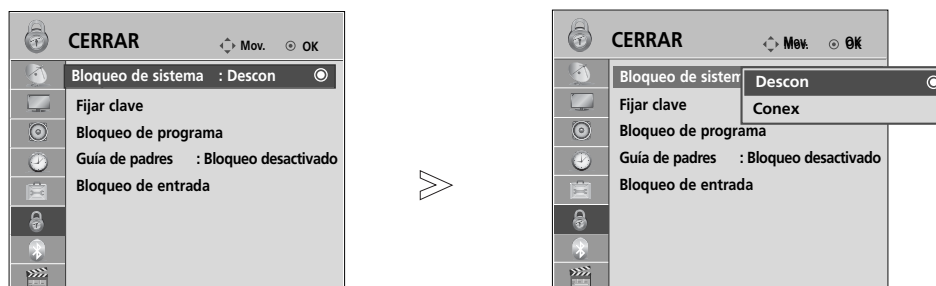 CERRAR Mov. OK
Bloqueo de sistema : Descon
Fijar clave
Bloqueo de programa
Guía de padres : Bloqueo desactivado
Bloqueo de entrada
CERRAR Mov. OK
Bloqueo de sistem
Descon
Conex
Fijar clave
Bloqueo de programa
Guía de padres : Bloqueo desactivado
Bloqueo de entrada